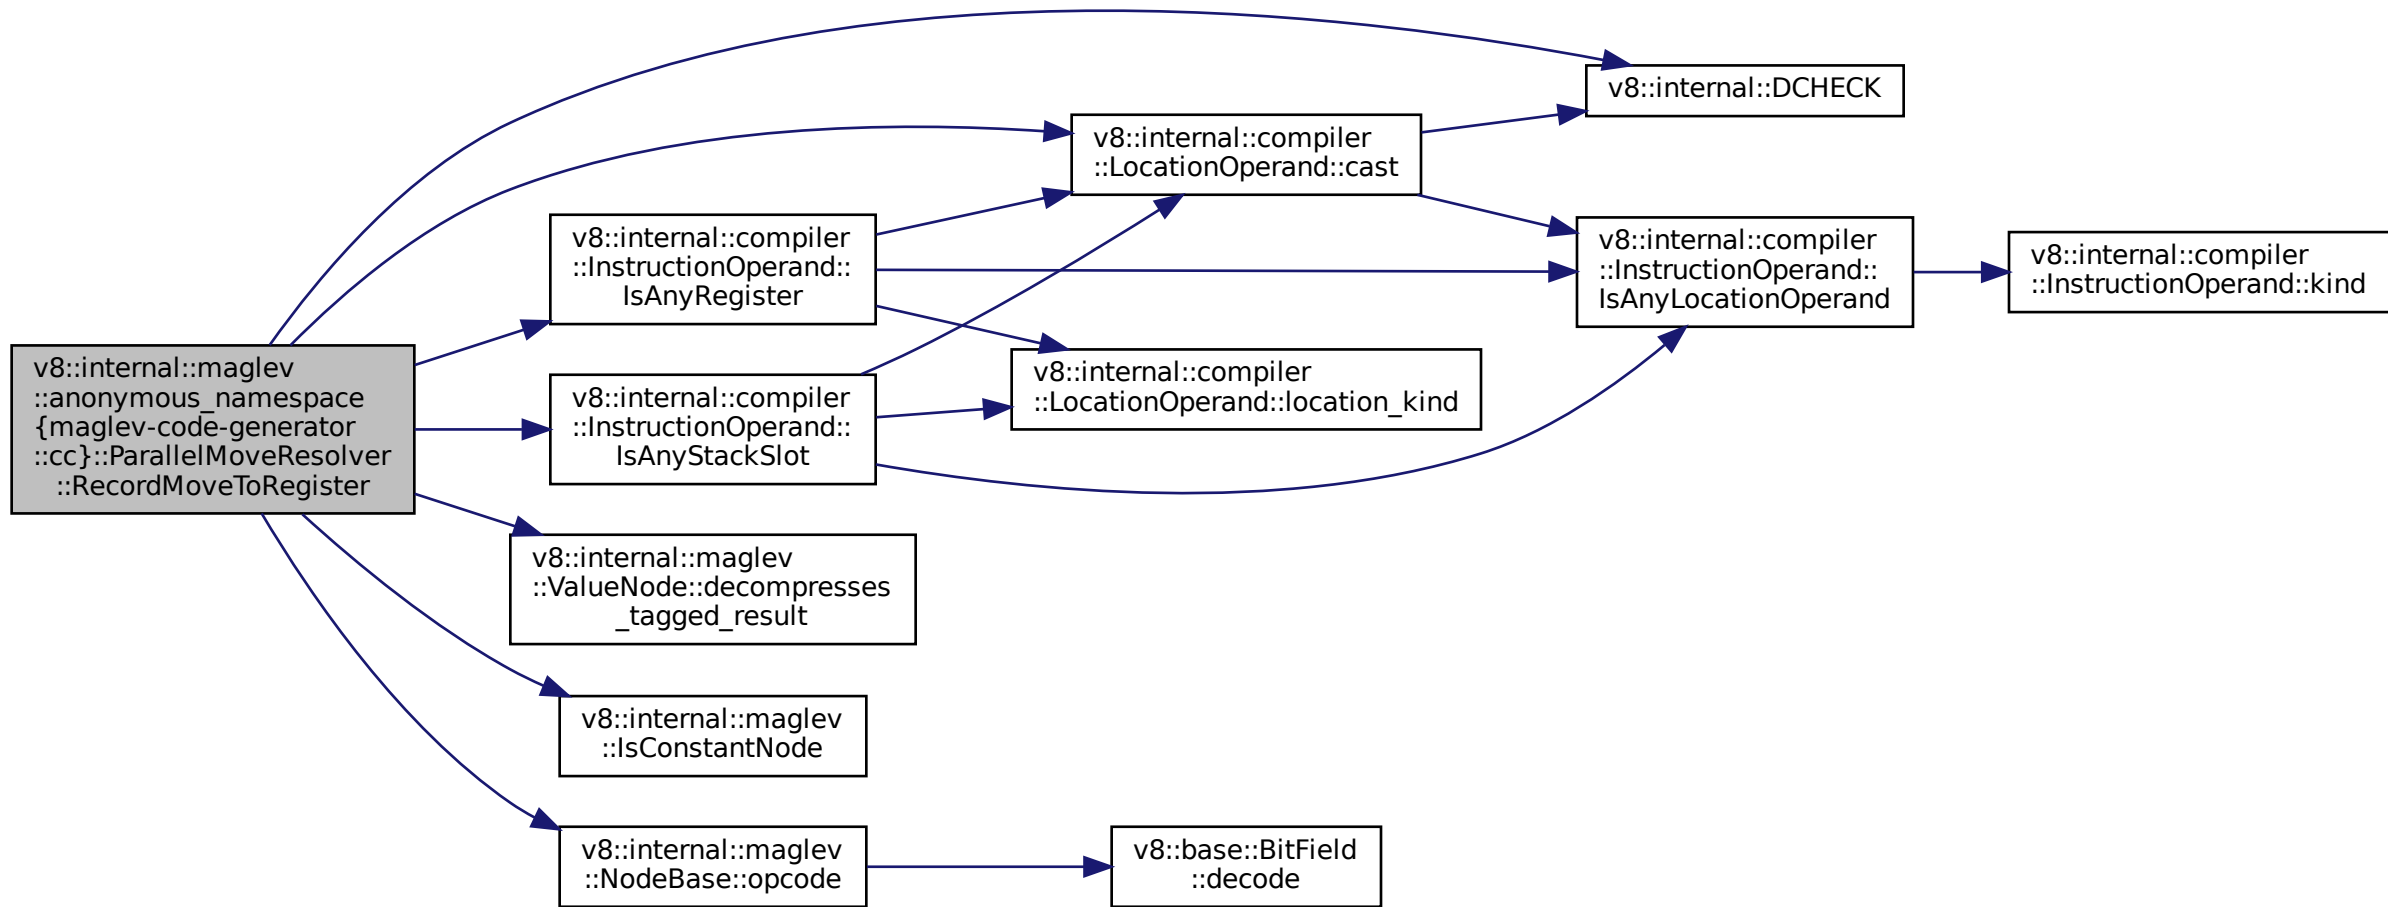 v8::internal::maglev
::anonymous_namespace
{maglev-code-generator
::cc}::ParallelMoveResolver
::RecordMoveToRegister
v8::internal::DCHECK
v8::internal::compiler
::LocationOperand::cast
v8::internal::compiler
::InstructionOperand::
IsAnyRegister
v8::internal::compiler
::InstructionOperand::
IsAnyLocationOperand
v8::internal::compiler
::InstructionOperand::kind
v8::internal::compiler
::InstructionOperand::
IsAnyStackSlot
v8::internal::compiler
::LocationOperand::location_kind
v8::internal::maglev
::ValueNode::decompresses
_tagged_result
v8::internal::maglev
::IsConstantNode
v8::internal::maglev
::NodeBase::opcode
v8::base::BitField
::decode